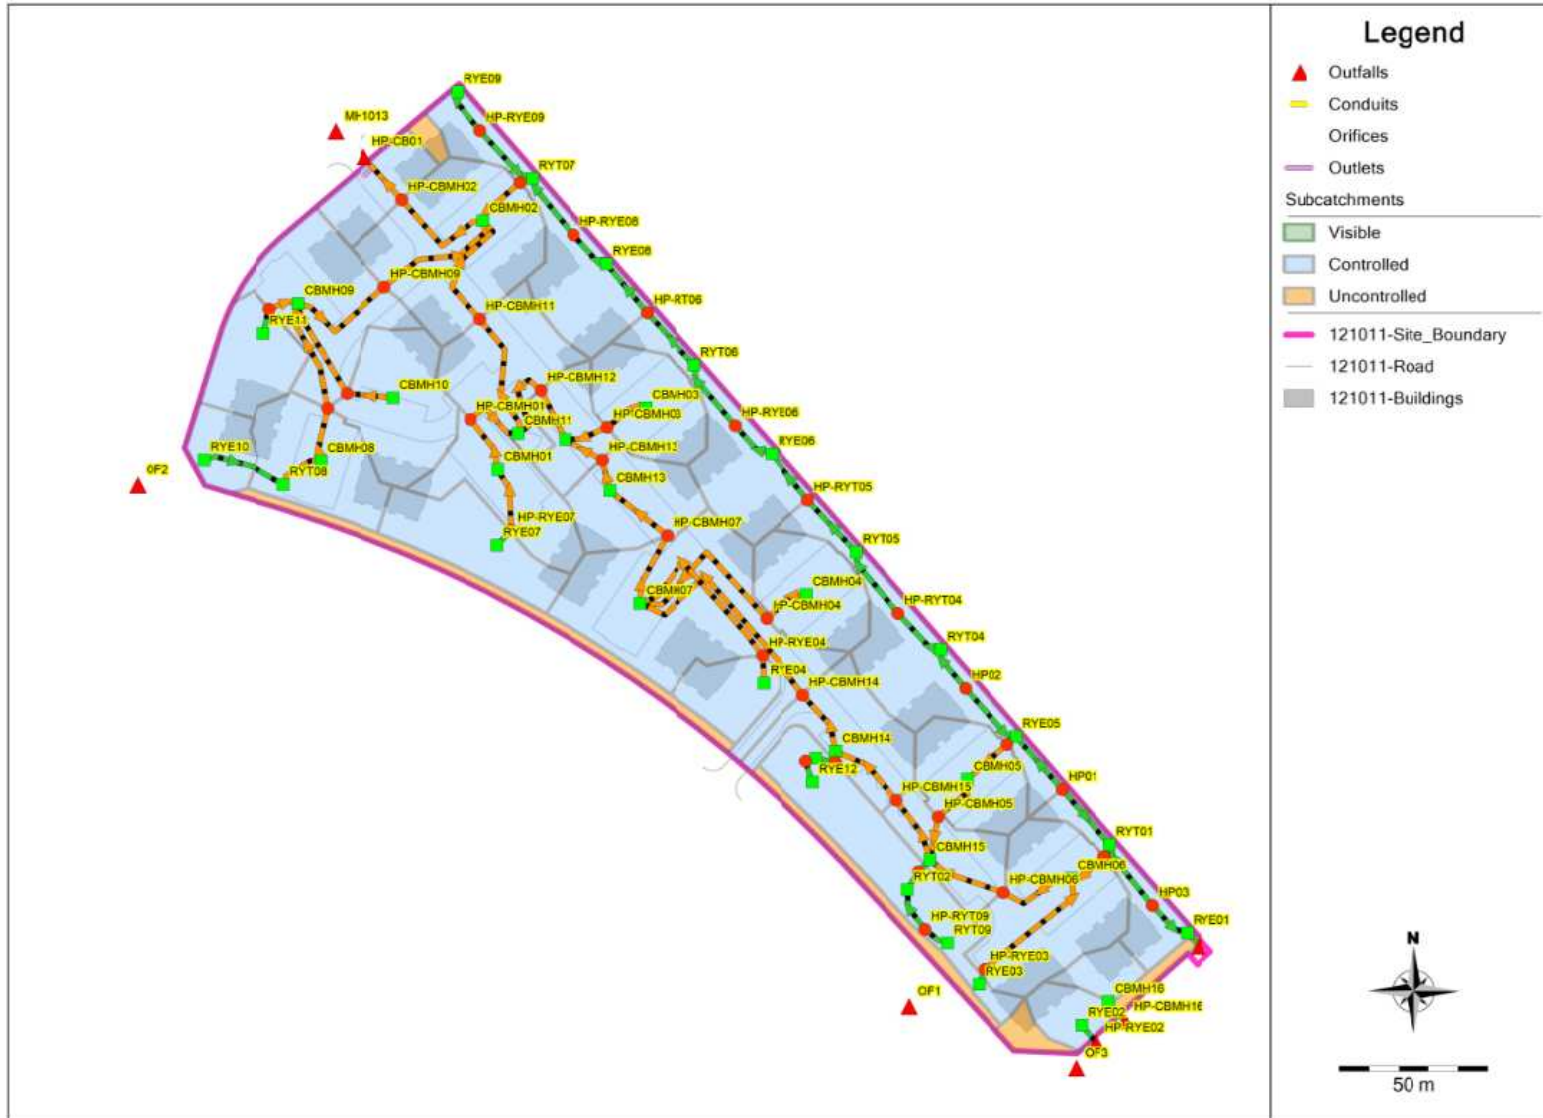 RYE09
MH1013
HP-RYE09
HP-CB01
RYT07
HP-CBMH02
CBMH02
HP-RYE08
RYE08
HP-CBMH09
CBMH09
HP-CBMH11
HP-RT06
RYE11
RYT06
CBMH10
HP-CBMH12
CBMH03
HP-CBMH01
HP-CBMH03
CBMH11
HP-RYE06
HP-CBMH13
RYE06
CBMH08
RYE10
CBMH01
OF2
RYT08
CBMH13
HP-RYT05
HP-RYE07
HP-CBMH07
RYE07
RYT05
CBMH07
CBMH04
HP-CBMH04
HP-RYT04
HP-RYE04
RYT04
RYE04
HP02
HP-CBMH14
RYE05
CBMH14
RYE12
CBMH05
HP01
HP-CBMH15
HP-CBMH05
RYT01
CBMH15
CBMH06
RYT02
HP-CBMH06
HP03
HP-RYT09
RYE01
RYT09
HP-RYE03
RYE03
CBMH16
OF1
HP-CBMH16
RYE02
HP-RYE02
OF3
Legend
Outfalls
Conduits
Orifices
Outlets
Subcatchments
Visible
Controlled
Uncontrolled
121011-Site_Boundary
121011-Road
121011-Buildings
N
50 m